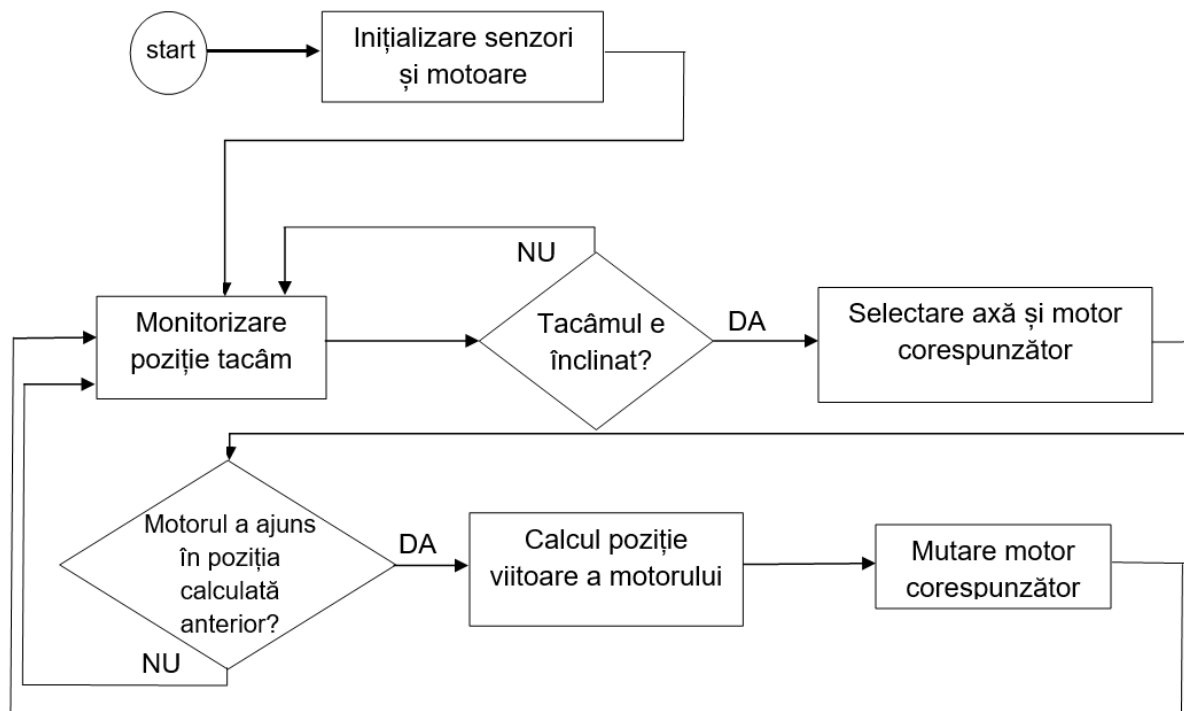 start
Inițializare senzori
și motoare
NU
Monitorizare
poziție tacâm
Tacâmul e
înclinat?
DA
Selectare axă și motor
corespunzător
Motorul a ajuns
în poziția
calculată
anterior?
DA
NU
Calcul poziție
viitoare a motorului
Mutare motor
corespunzător